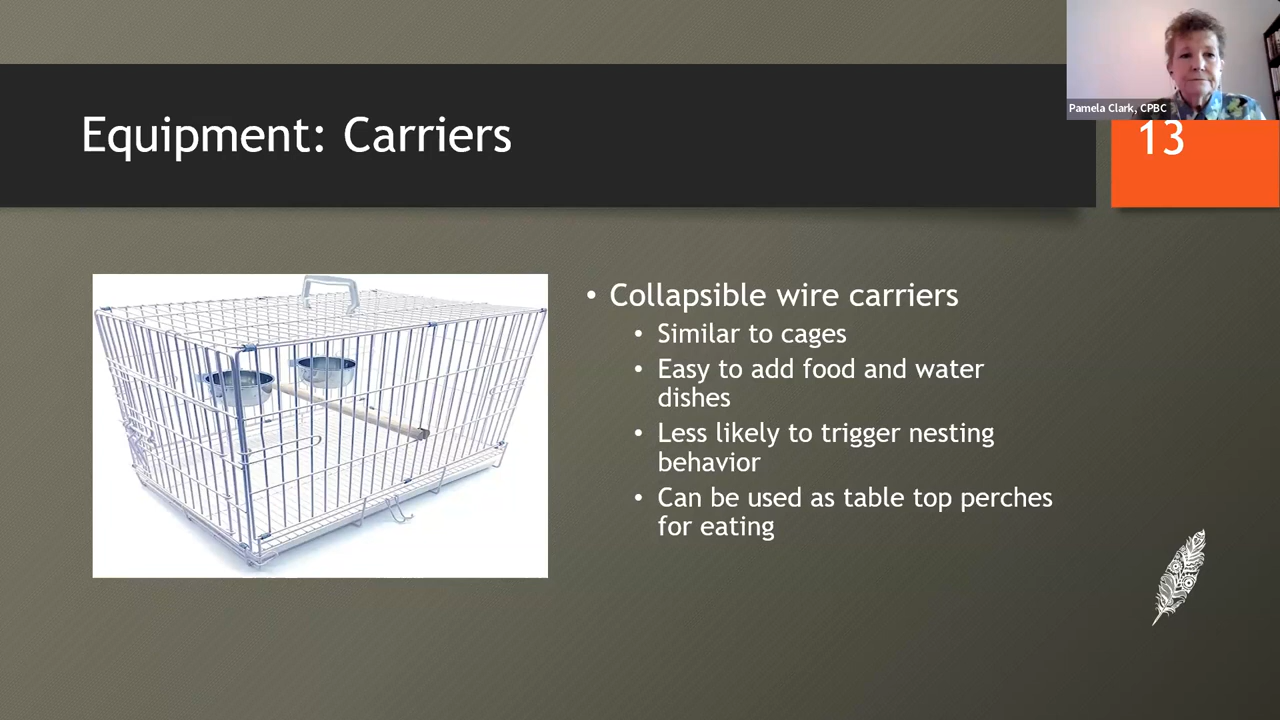 Pamela Clark, CPBC
Equipment: Carriers
13
• Collapsible wire carriers
• Similar to cages
• Easy to add food and water
dishes
• Less likely to trigger nesting
behavior
• Can be used as table top perches
for eating